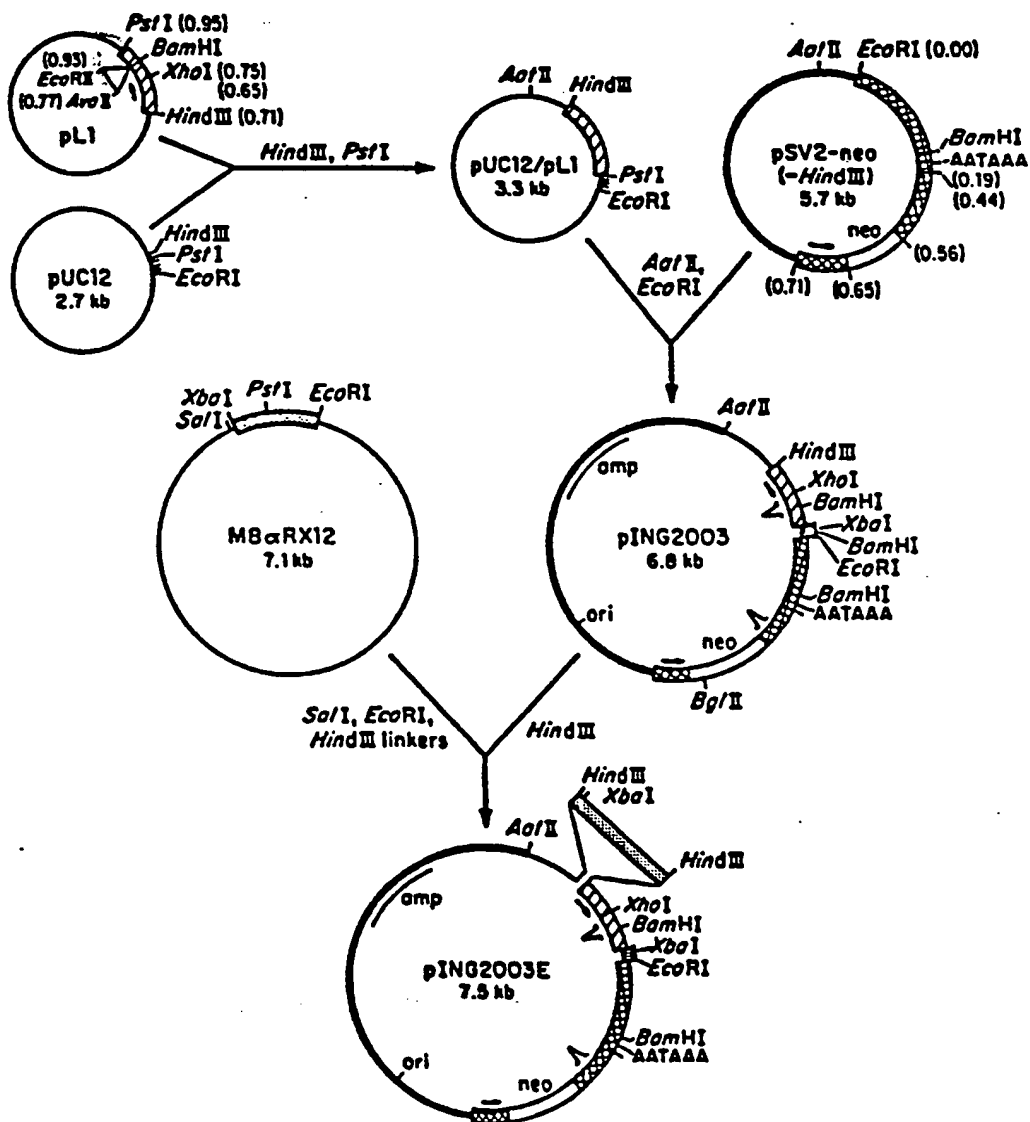 PstI (0.95)
BamHI
XhoI (0.75)
(0.65)
HindIII (0.71)
(0.93)
EcoRII
(0.77) AvaII
pL1
HindIII, PstI
pUC12
2.7 kb
HindIII
PstI
EcoRI
AatII
HindIII
pUC12/pL1
3.3 kb
PstI
EcoRI
AatII
EcoRI (0.00)
pSV2-neo
(-HindIII)
5.7 kb
BamHI
AATAAA
(0.19)
(0.44)
neo
(0.56)
(0.71)
(0.65)
AatII,
EcoRI
XbaI
SalI
PstI
EcoRI
M8αRX12
7.1 kb
AatII
HindIII
XhoI
BamHI
XbaI
BamHI
EcoRI
BamHI
AATAAA
amp
pING2003
6.8 kb
ori
neo
BglII
SalI, EcoRI,
HindIII linkers
HindIII
HindIII
XbaI
HindIII
AatII
XhoI
BamHI
XbaI
EcoRI
amp
pING2003E
7.5 kb
BamHI
AATAAA
ori
neo